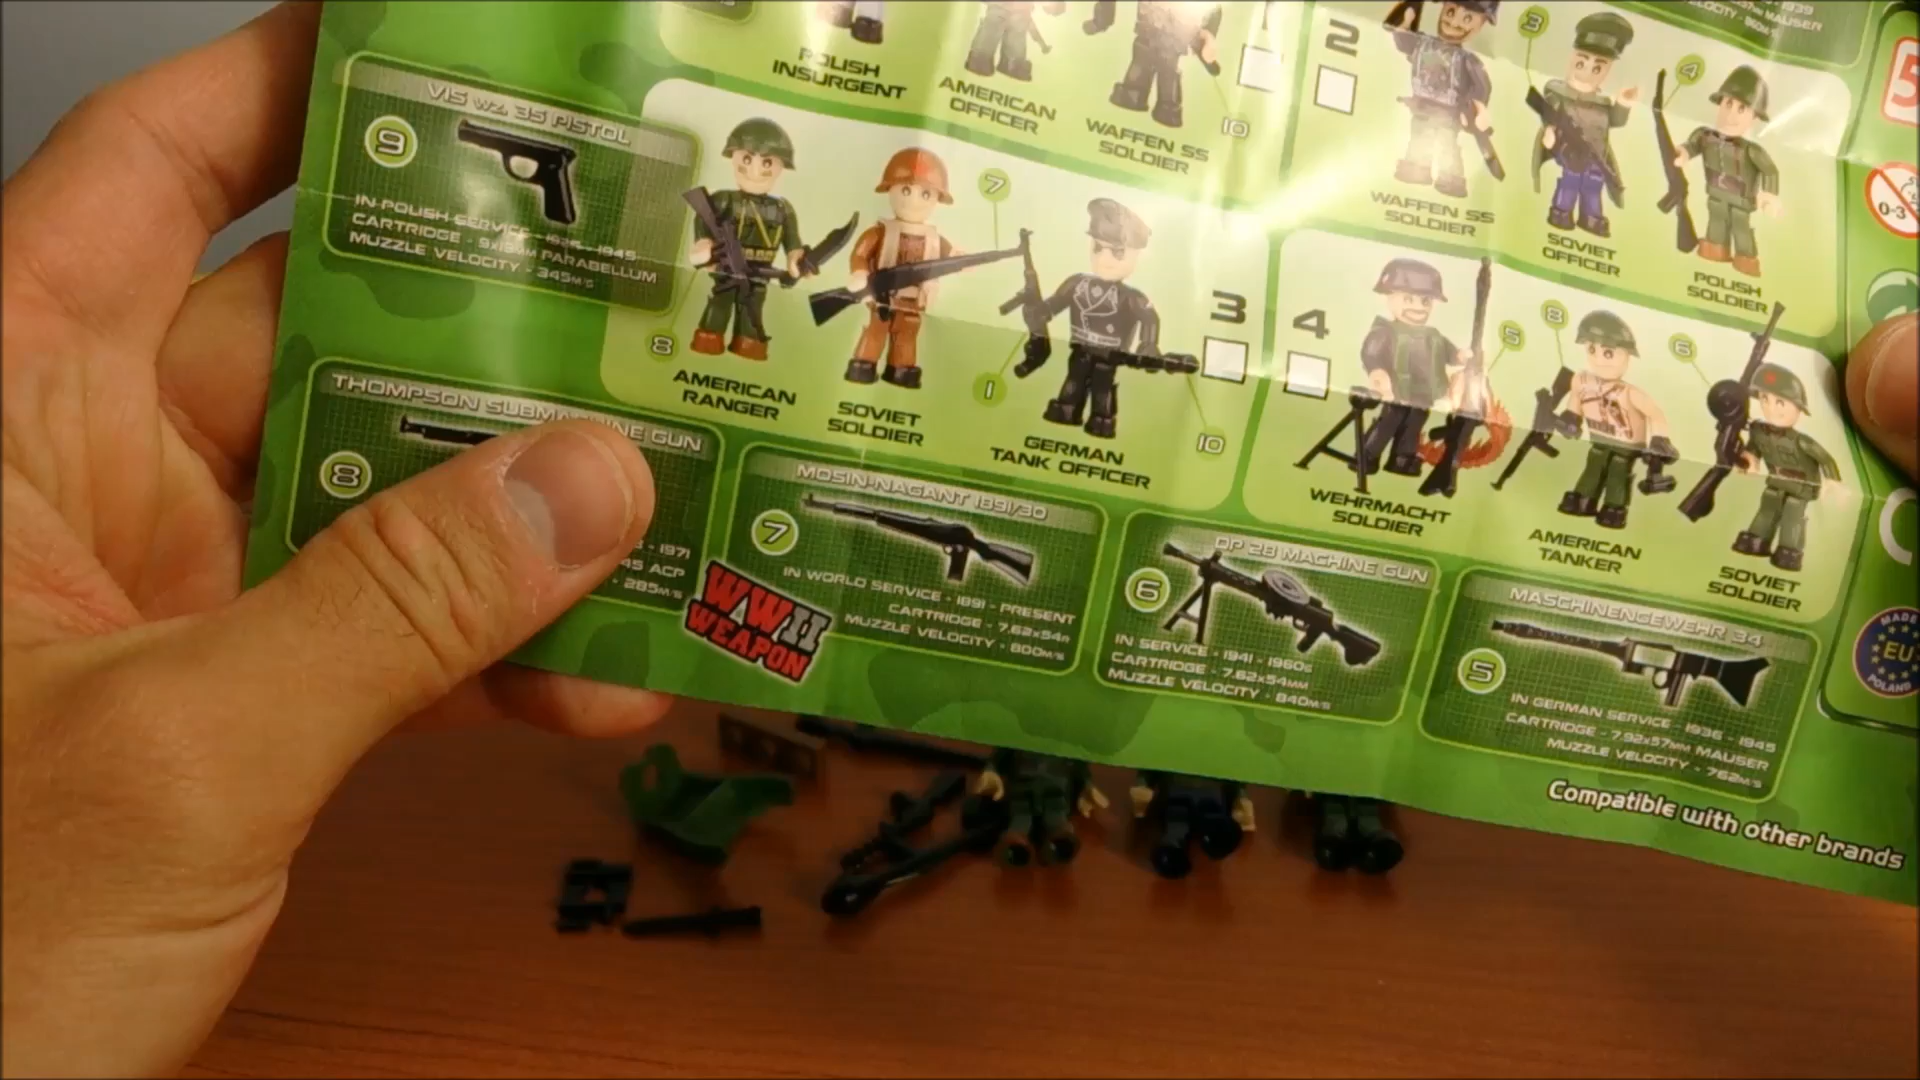 POLISH
INSURGENT
AMERICAN
OFFICER
WAFFEN SS
SOLDIER
10
2
WAFFEN SS
SOLDIER
3
SOVIET
OFFICER
4
POLISH
SOLDIER
MAUSER
5
0-3
VIS wz. 35 PISTOL
9
IN POLISH SERVICE
CARTRIDGE - 9x19MM PARABELLUM
MUZZLE VELOCITY - 345M/S
8
AMERICAN
RANGER
SOVIET
SOLDIER
7
1
GERMAN
TANK OFFICER
10
3
4
WEHRMACHT
SOLDIER
5
8
AMERICAN
TANKER
6
SOVIET
SOLDIER
THOMPSON GUN
8
- 1971
45 ACP
- 285M/S
WWII
WEAPON
MOSIN-NAGANT 1891/30
7
IN WORLD SERVICE - 1891 - PRESENT
CARTRIDGE - 7.62x54R
MUZZLE VELOCITY - 800M/S
DP 28 MACHINE GUN
6
IN SERVICE - 1941 - 1960s
CARTRIDGE - 7.62x54MM
MUZZLE VELOCITY - 840M/S
MASCHINENGEWEHR 34
5
IN GERMAN SERVICE - 1936 - 1945
CARTRIDGE - 7.92x57MM MAUSER
MUZZLE VELOCITY - 762M/S
MADE
EU
POLAND
Compatible with other brands